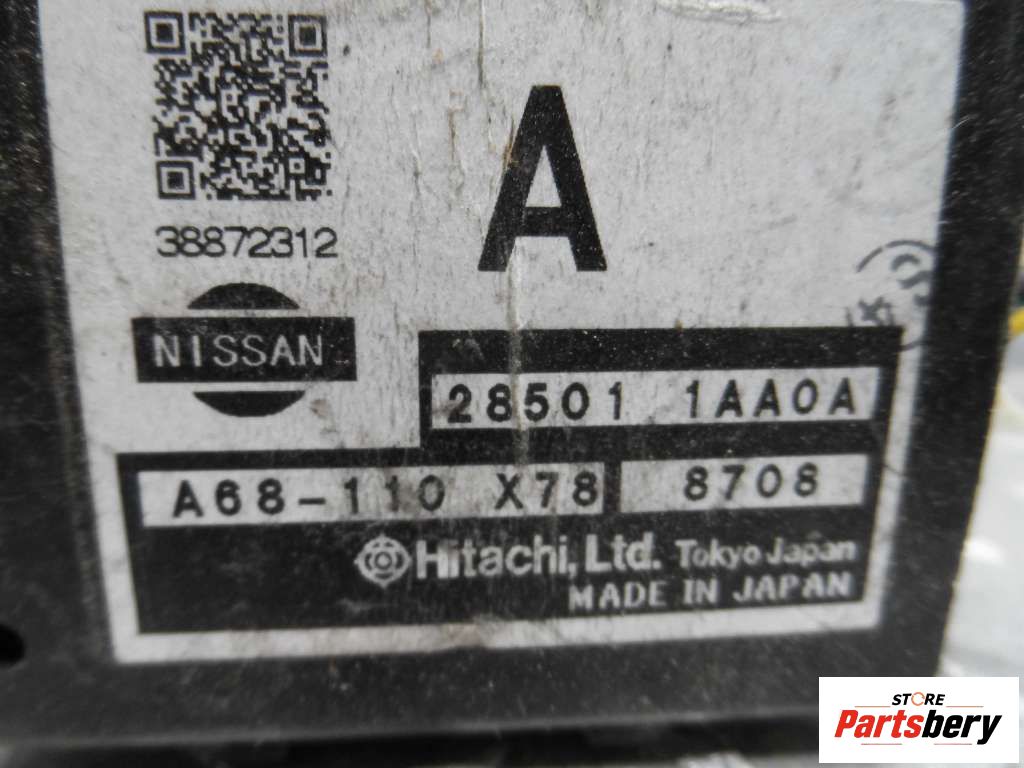 A
38872312
NISSAN
28501 1AA0A
A68-110 X78 8708
Hitachi, Ltd. Tokyo Japan
MADE IN JAPAN
STORE
Partsbery